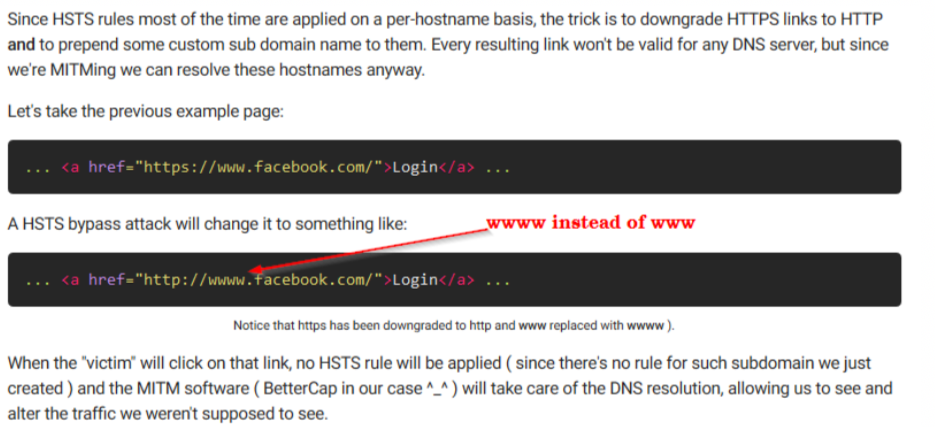 Since HSTS rules most of the time are applied on a per-hostname basis, the trick is to downgrade HTTPS links to HTTP
and to prepend some custom sub domain name to them. Every resulting link won't be valid for any DNS server, but since
we're MITMing we can resolve these hostnames anyway.
Let's take the previous example page:
... <a href="https://www.facebook.com/">Login</a> ...
A HSTS bypass attack will change it to something like:
wwww instead of www
... <a href="http://wwww.facebook.com/">Login</a> ...
Notice that https has been downgraded to http and www replaced with wwww ).
When the "victim" will click on that link, no HSTS rule will be applied ( since there's no rule for such subdomain we just
created ) and the MITM software ( BetterCap in our case ^_^ ) will take care of the DNS resolution, allowing us to see and
alter the traffic we weren't supposed to see.